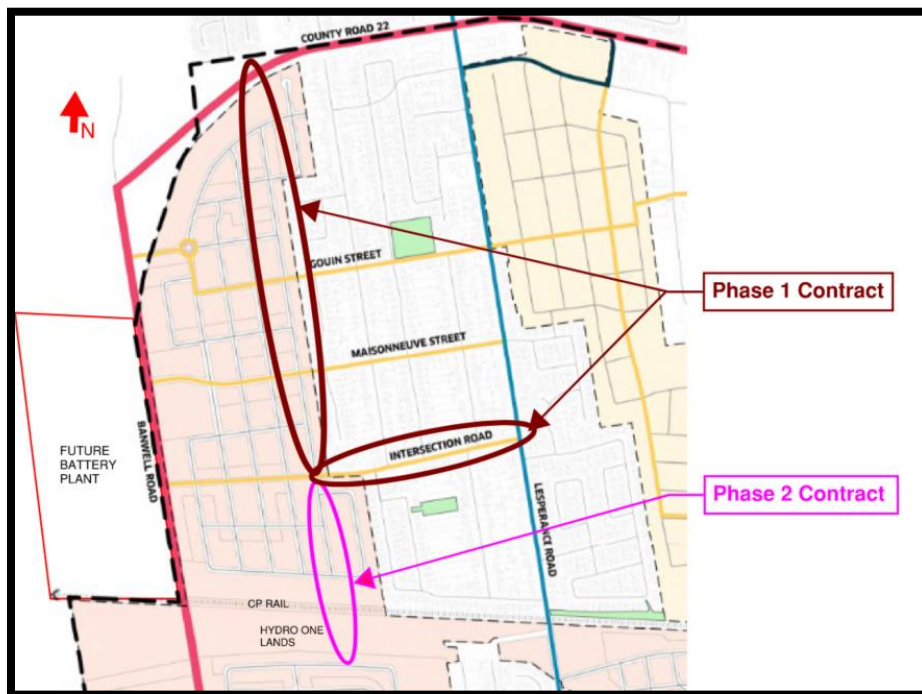 COUNTY ROAD 22
N
GOUIN STREET
Phase 1 Contract
MAISONNEUVE STREET
BANWELL ROAD
INTERSECTION ROAD
FUTURE
BATTERY
PLANT
Phase 2 Contract
LESPERANCE ROAD
CP RAIL
HYDRO ONE
LANDS